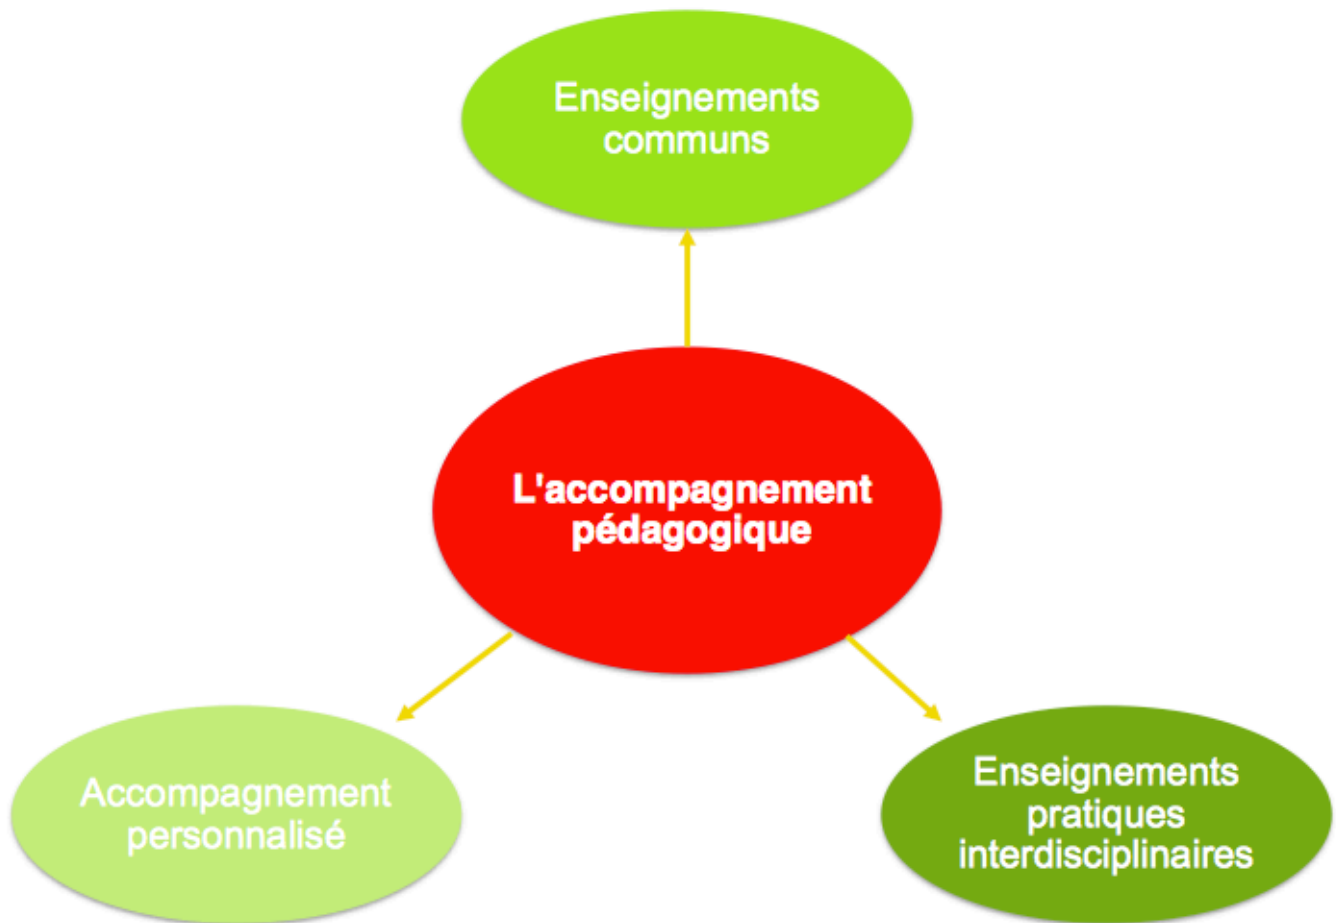 Enseignements
communs
L'accompagnement
pédagogique
Accompagnement
personnalisé
Enseignements
pratiques
interdisciplinaires